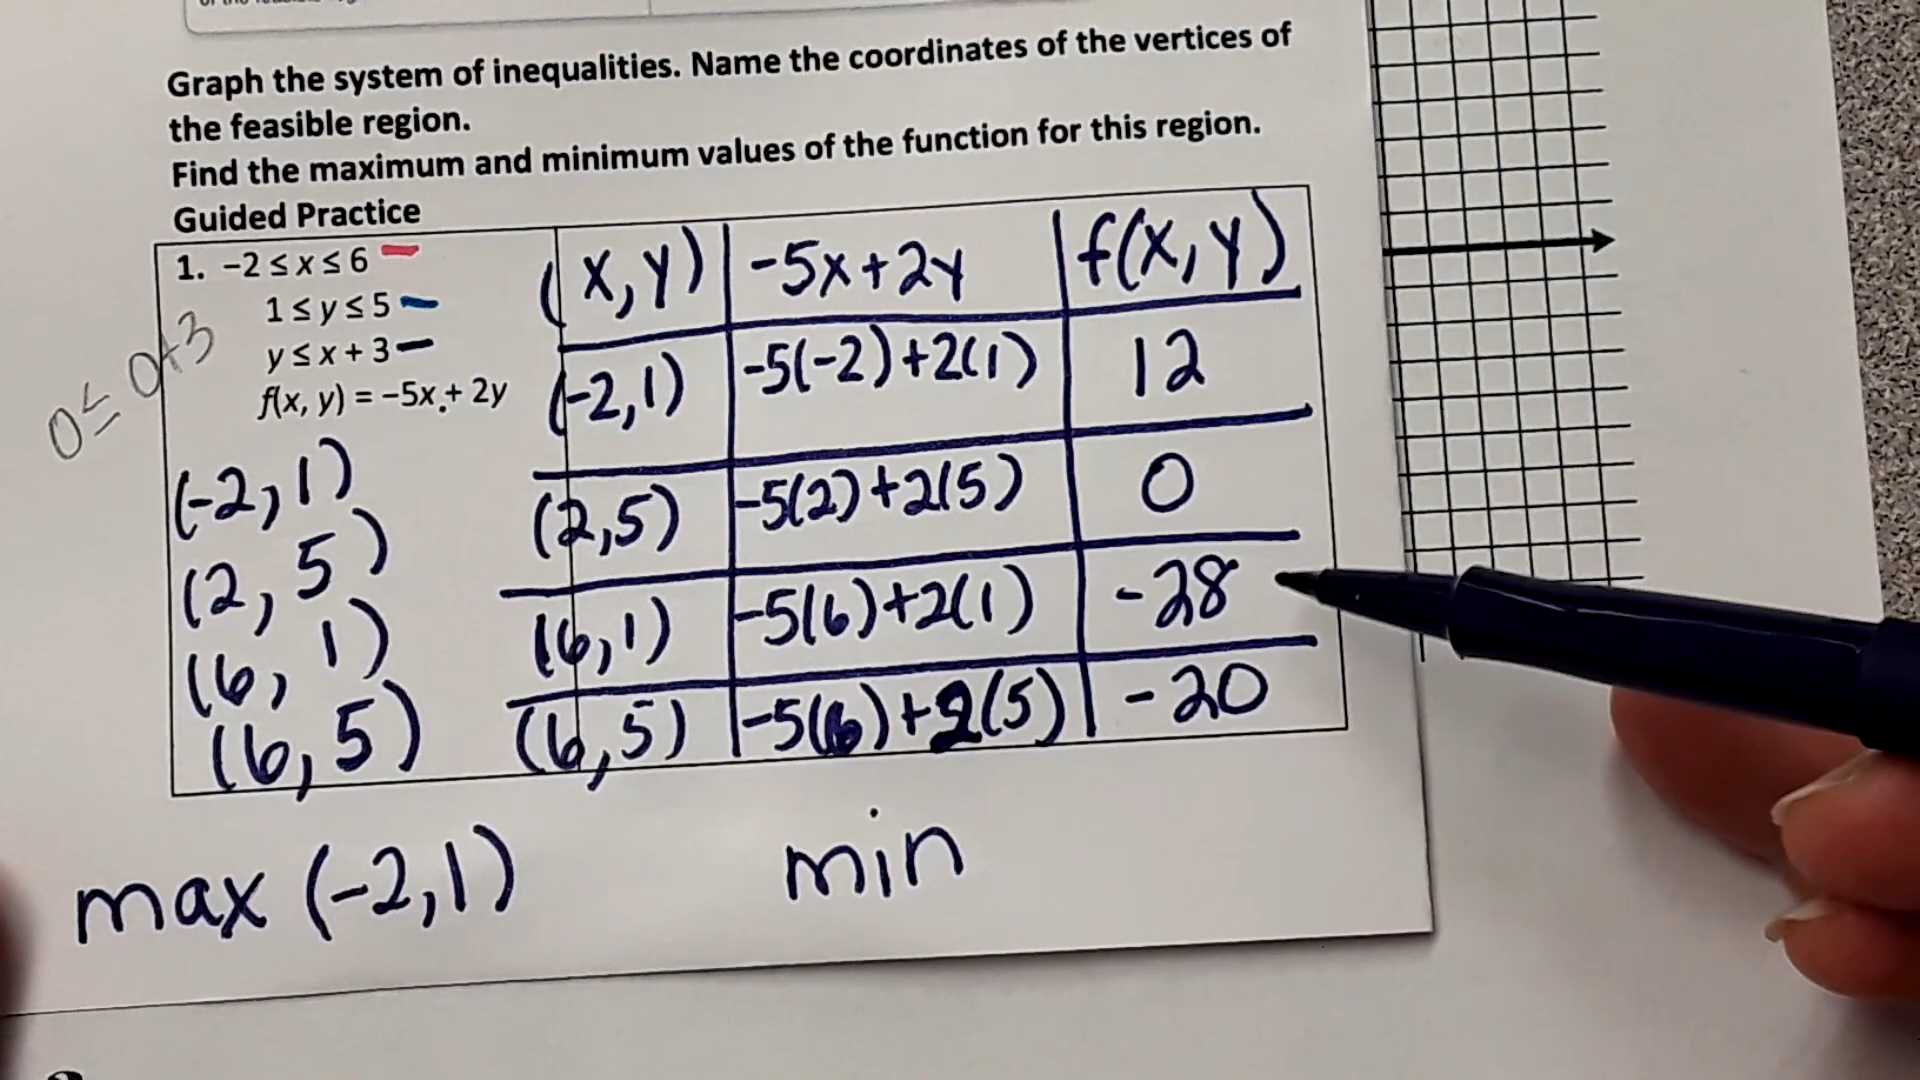 Graph the system of inequalities. Name the coordinates of the vertices of
the feasible region.
Find the maximum and minimum values of the function for this region.
Guided Practice
1. −2 ≤ x ≤ 6
1 ≤ y ≤ 5
y ≤ x + 3
f(x, y) = −5x + 2y
0 ≤ 0+3
(-2, 1)
(2, 5)
(6, 1)
(6, 5)
(x, y) -5x+2y f(x, y)
(-2,1) -5(-2)+2(1) 12
(2,5) -5(2)+2(5) 0
(6,1) -5(6)+2(1) -28
(6,5) -5(6)+2(5) -20
max (-2,1) min